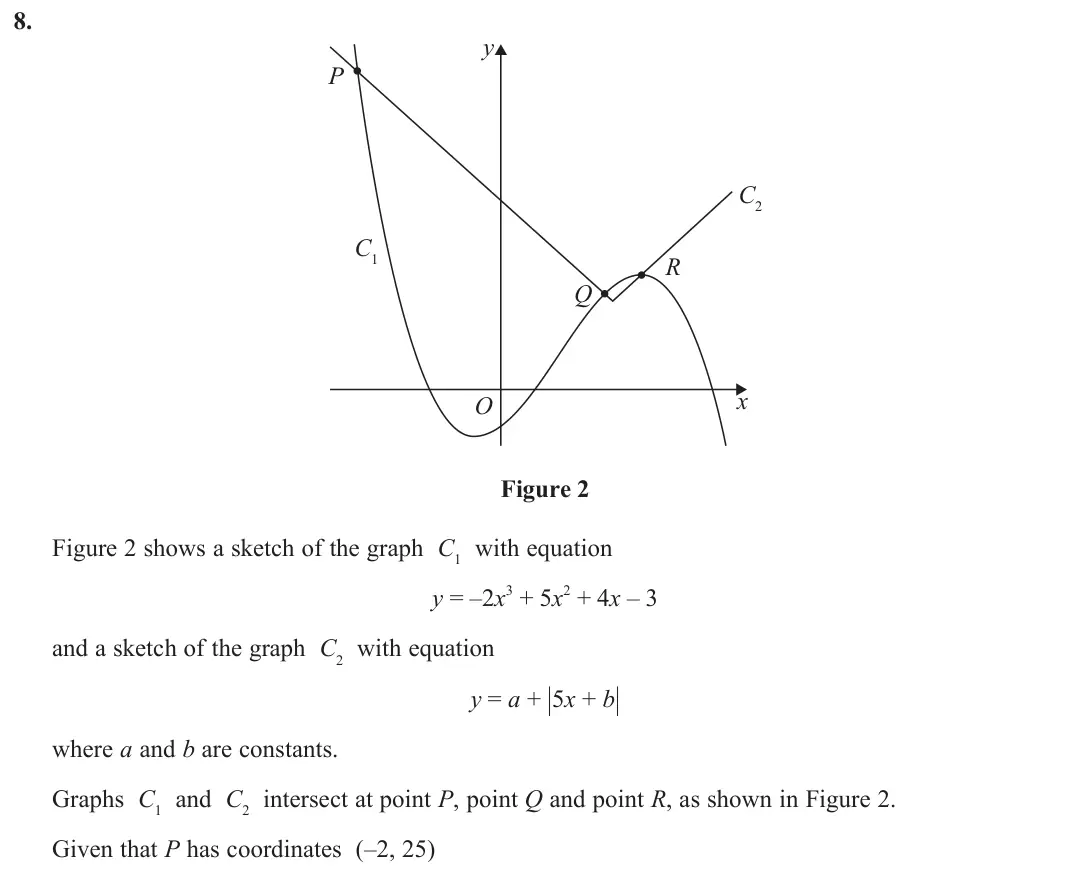 8.
y
P
C₂
C₁
R
Q
O
x
Figure 2
Figure 2 shows a sketch of the graph C₁ with equation
y = –2x³ + 5x² + 4x – 3
and a sketch of the graph C₂ with equation
y = a + |5x + b|
where a and b are constants.
Graphs C₁ and C₂ intersect at point P, point Q and point R, as shown in Figure 2.
Given that P has coordinates (–2, 25)